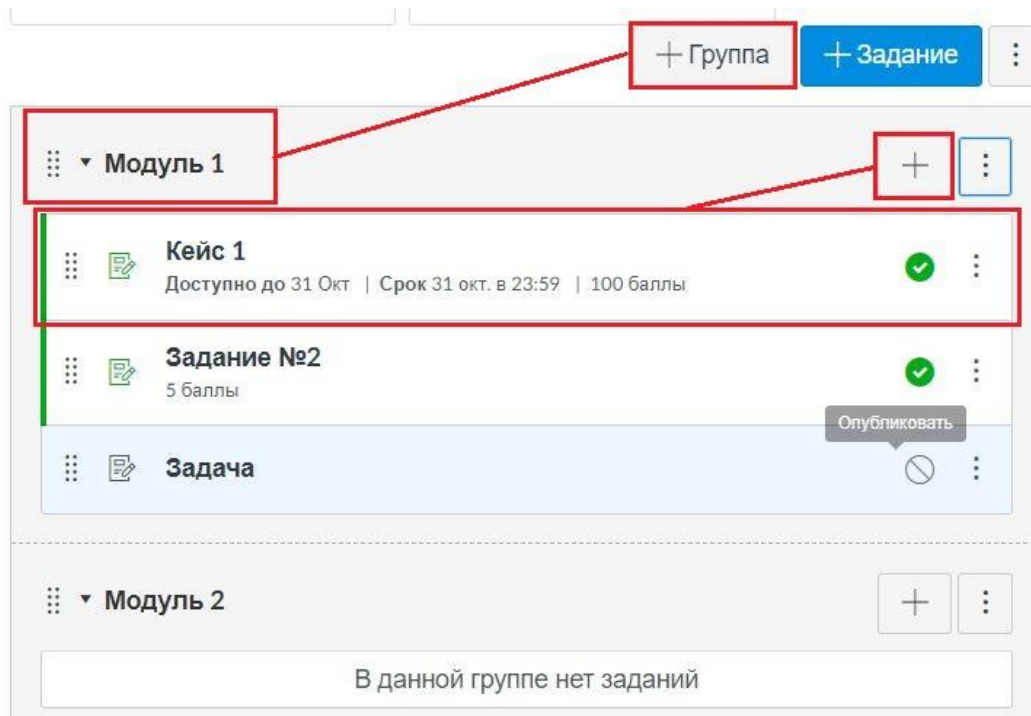 + Группа + Задание
Модуль 1 +
Кейс 1
Доступно до 31 Окт | Срок 31 окт. в 23:59 | 100 баллы
Задание №2
5 баллы
Опубликовать
Задача
Модуль 2 +
В данной группе нет заданий